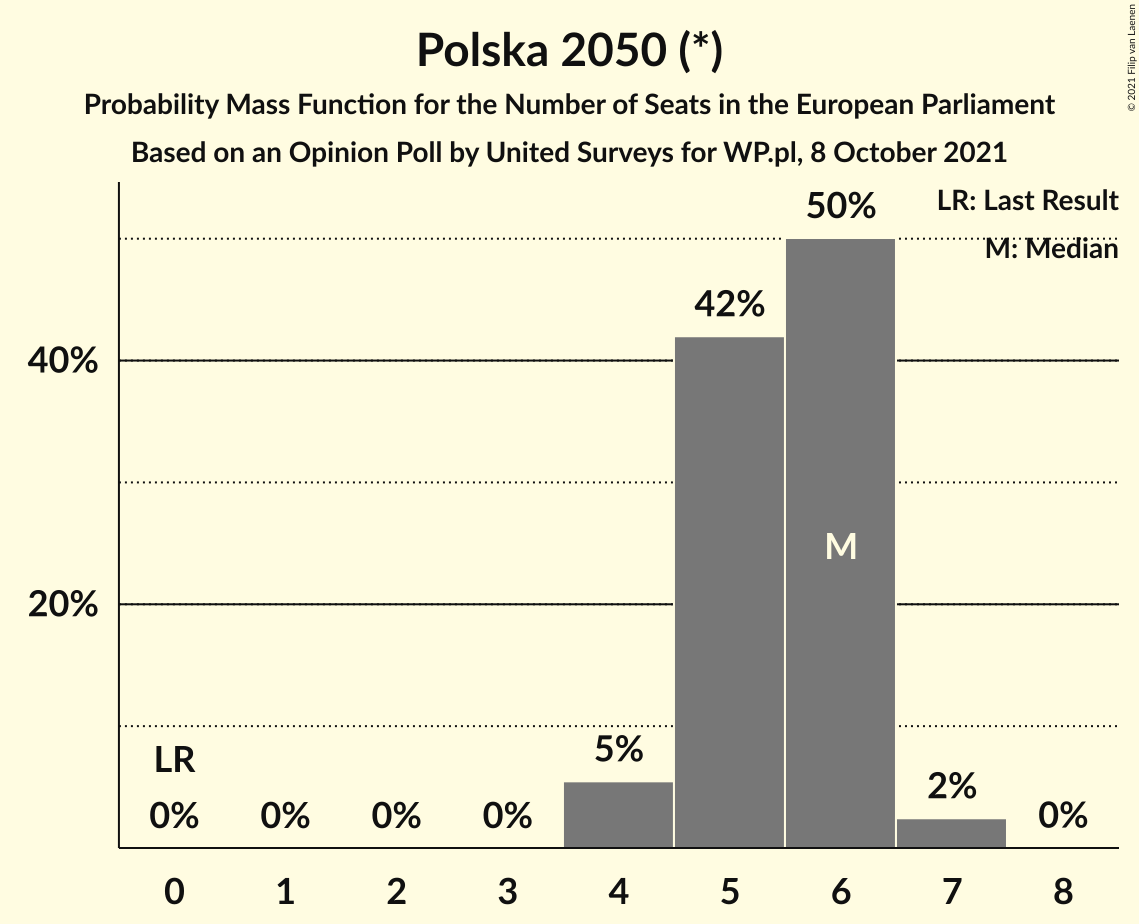 Polska 2050 (*)
Probability Mass Function for the Number of Seats in the European Parliament
Based on an Opinion Poll by United Surveys for WP.pl, 8 October 2021
© 2021 Filip van Laenen
LR: Last Result
M: Median
50%
42%
40%
M
20%
LR
5%
2%
0% 0% 0% 0% 0%
0 1 2 3 4 5 6 7 8